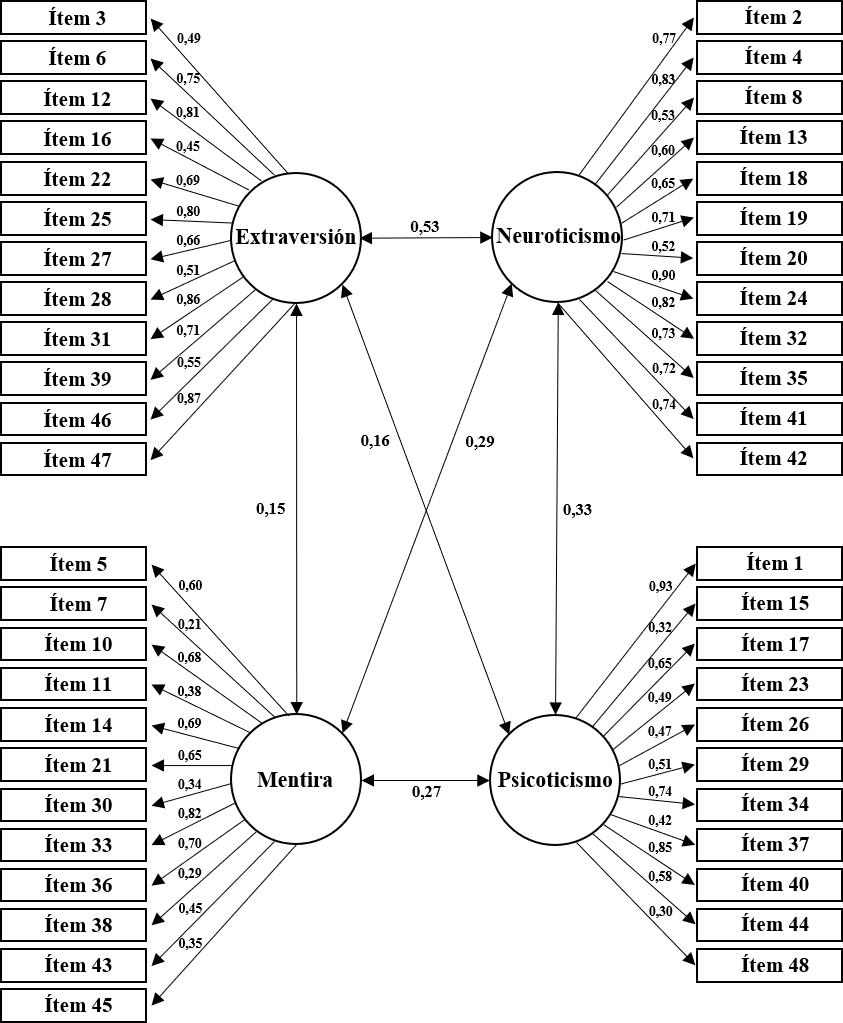 Ítem 3
0,49
Ítem 6
0,75
Ítem 12
0,81
Ítem 16
0,45
Ítem 22
0,69
Ítem 25
0,80
Ítem 27
0,66
Ítem 28
0,51
Ítem 31
0,86
Ítem 39
0,71
Ítem 46
0,55
Ítem 47
0,87
Extraversión
0,53
Neuroticismo
Ítem 2
0,77
Ítem 4
0,83
Ítem 8
0,53
Ítem 13
0,60
Ítem 18
0,65
Ítem 19
0,71
Ítem 20
0,52
Ítem 24
0,90
Ítem 32
0,82
Ítem 35
0,73
Ítem 41
0,72
Ítem 42
0,74
0,16
0,29
0,15
0,33
Ítem 5
0,60
Ítem 7
0,21
Ítem 10
0,68
Ítem 11
0,38
Ítem 14
0,69
Ítem 21
0,65
Ítem 30
0,34
Ítem 33
0,82
Ítem 36
0,70
Ítem 38
0,29
Ítem 43
0,45
Ítem 45
0,35
Mentira
0,27
Psicoticismo
Ítem 1
0,93
Ítem 15
0,32
Ítem 17
0,65
Ítem 23
0,49
Ítem 26
0,47
Ítem 29
0,51
Ítem 34
0,74
Ítem 37
0,42
Ítem 40
0,85
Ítem 44
0,58
Ítem 48
0,30